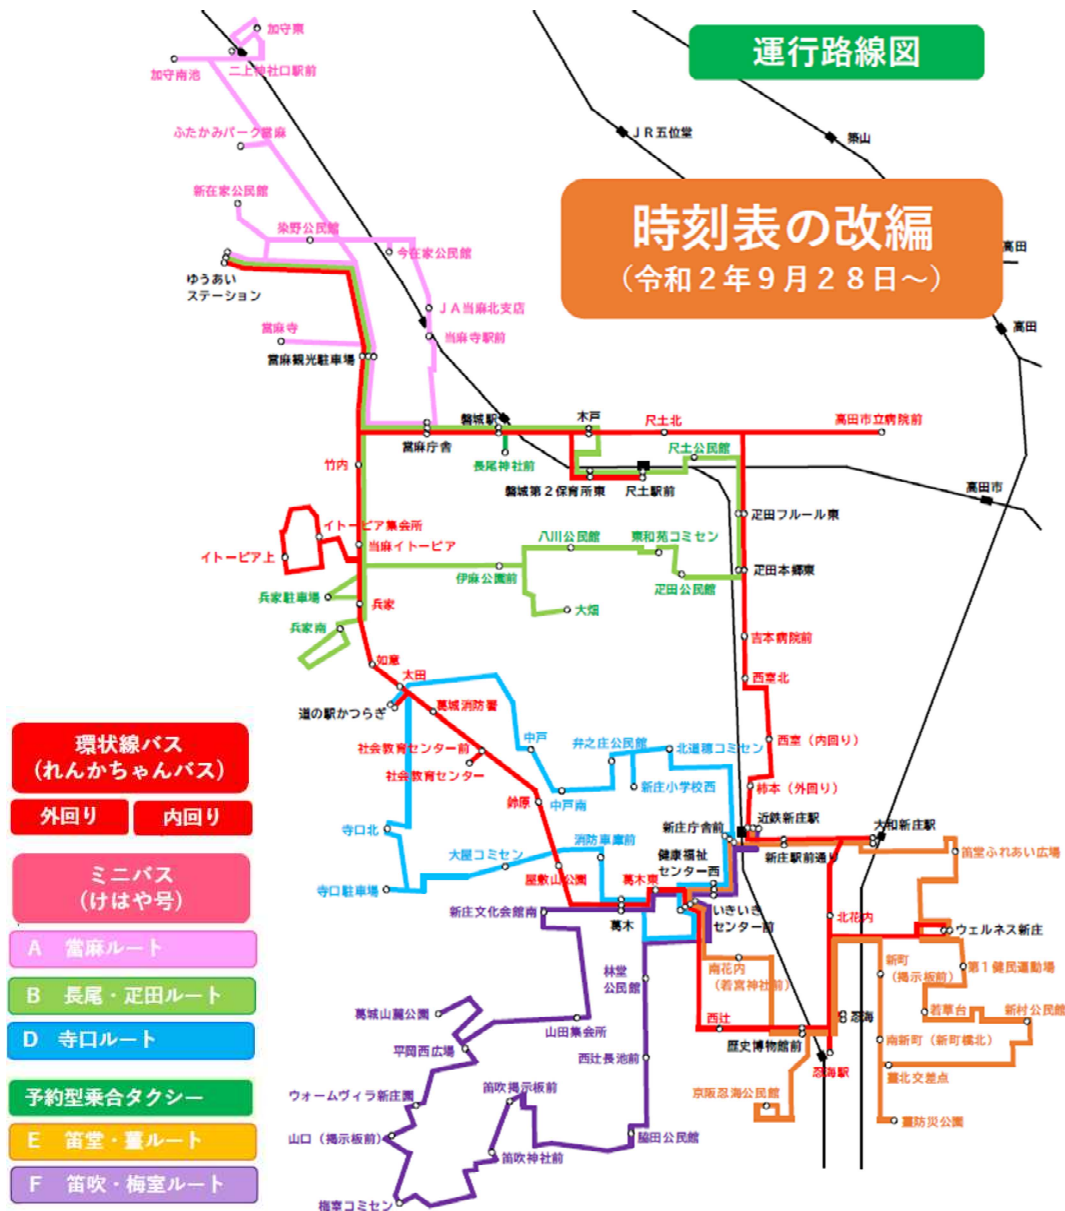 運行路線図
時刻表の改編
（令和２年９月２８日～）
加守東
二上神社口駅前
加守南池
ふたかみパーク當麻
新在家公民館
染野公民館
今在家公民館
ゆうあい
ステーション
ＪＡ当麻北支店
當麻寺
当麻寺駅前
當麻観光駐車場
ＪＲ五位堂
築山
高田
高田
高田市
磐城駅
木戸
尺土北
高田市立病院前
當麻庁舎
長尾神社前
尺土公民館
竹内
磐城第２保育所東
尺土駅前
疋田フルール東
イトーピア集会所
イトーピア上
当麻イトーピア
八川公民館
東和苑コミセン
伊麻公園前
疋田公民館
疋田本郷東
兵家駐車場
兵家
大畑
兵家南
吉本病院前
如意
太田
西室北
道の駅かつらぎ
葛城消防署
社会教育センター前
社会教育センター
中戸
弁之庄公民館
北道穂コミセン
西室（内回り）
新庄小学校西
中戸南
柿本（外回り）
鈴原
近鉄新庄駅
大和新庄駅
新庄庁舎前
新庄駅前通り
寺口北
大屋コミセン
消防車庫前
健康福祉
センター西
笛堂ふれあい広場
寺口駐車場
屋敷山公園
葛木東
新庄文化会館南
葛木
いきいき
センター前
北花内
ウェルネス新庄
林堂
公民館
南花内
（若宮神社前）
新町
（掲示板前）
第１健民運動場
葛城山麓公園
山田集会所
西辻
忍海
若草台
新村公民館
平岡西広場
歴史博物館前
南新町（新町橋北）
西辻長池前
忍海駅
薑北交差点
ウォームヴィラ新庄園
笛吹掲示板前
京阪忍海公民館
薑防災公園
山口（掲示板前）
脇田公民館
笛吹神社前
梅室コミセン
環状線バス
（れんかちゃんバス）
外回り
内回り
ミニバス
（けはや号）
A 當麻ルート
B 長尾・疋田ルート
D 寺口ルート
予約型乗合タクシー
E 笛堂・薑ルート
F 笛吹・梅室ルート